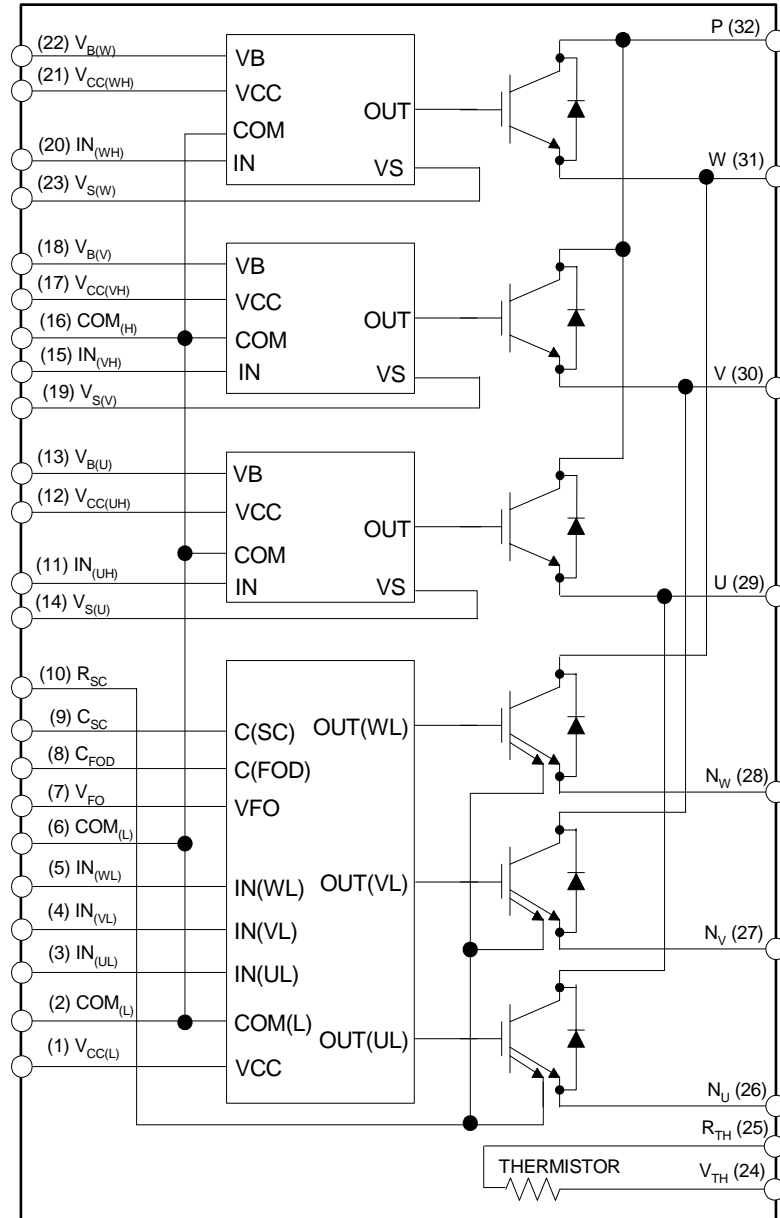 (22) VB(W)
(21) VCC(WH)
(20) IN(WH)
(23) VS(W)
VB
VCC
COM
IN
OUT
VS
P (32)
W (31)
(18) VB(V)
(17) VCC(VH)
(16) COM(H)
(15) IN(VH)
(19) VS(V)
VB
VCC
COM
IN
OUT
VS
V (30)
(13) VB(U)
(12) VCC(UH)
(11) IN(UH)
(14) VS(U)
VB
VCC
COM
IN
OUT
VS
U (29)
(10) RSC
(9) CSC
(8) CFOD
(7) VFO
(6) COM(L)
(5) IN(WL)
(4) IN(VL)
(3) IN(UL)
(2) COM(L)
(1) VCC(L)
C(SC)
C(FOD)
VFO
IN(WL)
IN(VL)
IN(UL)
COM(L)
VCC
OUT(WL)
OUT(VL)
OUT(UL)
NW (28)
NV (27)
NU (26)
RTH (25)
THERMISTOR
VTH (24)